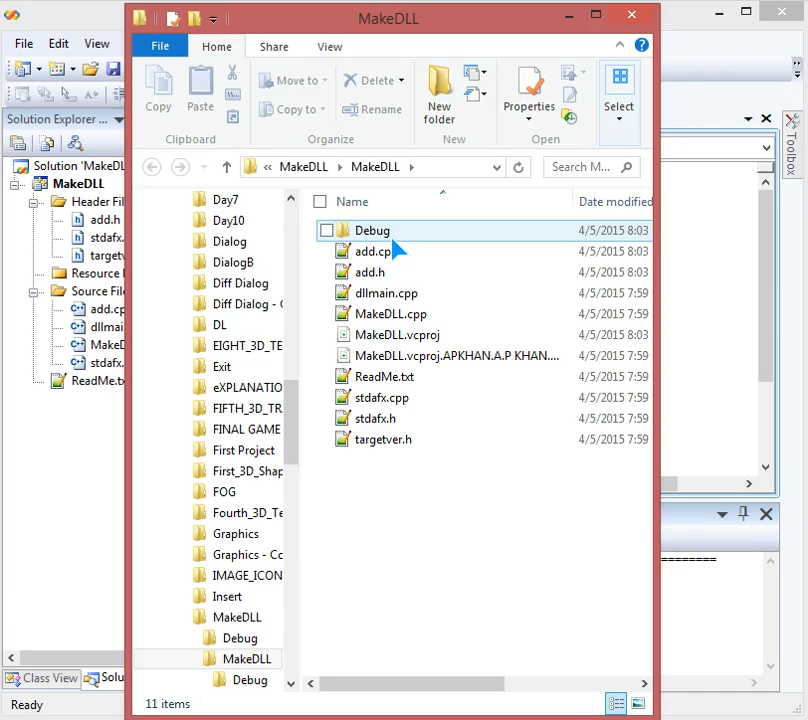 MakeDLL
File Edit View
File Home Share View
Copy
Paste
Clipboard
Move to
Copy to
Delete
Rename
Organize
New folder
New
Properties
Open
Select
Solution Explorer ...
« MakeDLL MakeDLL
Search M...
Toolbox
Solution 'MakeDL
MakeDLL
Header Fil
add.h
stdafx.
targetv
Resource
Source File
add.cp
dllmai
MakeD
stdafx.
ReadMe.tx
Day7
Day10
Dialog
DialogB
Diff Dialog
Diff Dialog - C
DL
EIGHT_3D_TE
Exit
eXPLANATIO
FIFTH_3D_TR
FINAL GAME
First Project
First_3D_Shap
FOG
Fourth_3D_Te
Graphics
Graphics - Co
IMAGE_ICON
Insert
MakeDLL
Debug
MakeDLL
Debug
Name Date modified
Debug 4/5/2015 8:03
add.cp 4/5/2015 8:03
add.h 4/5/2015 8:03
dllmain.cpp 4/5/2015 7:59
MakeDLL.cpp 4/5/2015 7:59
MakeDLL.vcproj 4/5/2015 8:03
MakeDLL.vcproj.APKHAN.A.P KHAN.... 4/5/2015 7:59
ReadMe.txt 4/5/2015 7:59
stdafx.cpp 4/5/2015 7:59
stdafx.h 4/5/2015 7:59
targetver.h 4/5/2015 7:59
========
Class View Solu
Ready
11 items